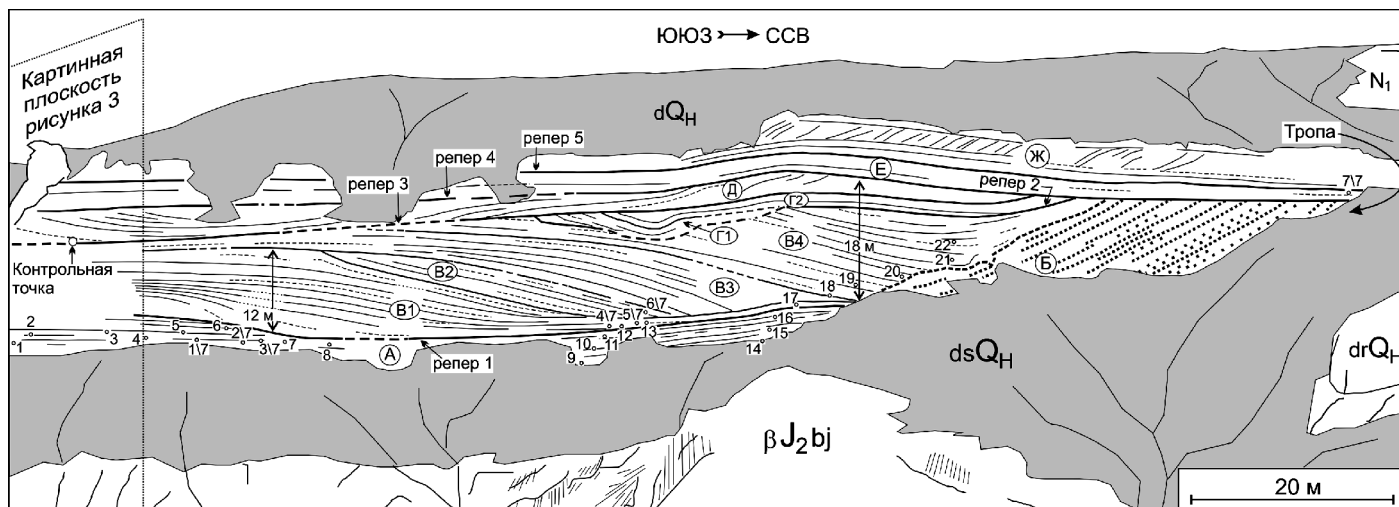 ЮЮЗ ССВ
Картинная
плоскость
рисунка 3
dQH
N1
Тропа
репер 5
репер 4
репер 3
репер 2
Ж
Е
Д
Г2
Г1
7\7
В4
18 м
22°
21
Б
Контрольная
точка
В2
В3
В1
12 м
20
19
18
17
6\7
4\7 5\7
2
1
3
4
5
6
2\7
1\7
3\7
7
8
А
репер 1
9
10
11
12
13
14
15
16
dsQH
drQH
βJ2bj
20 м